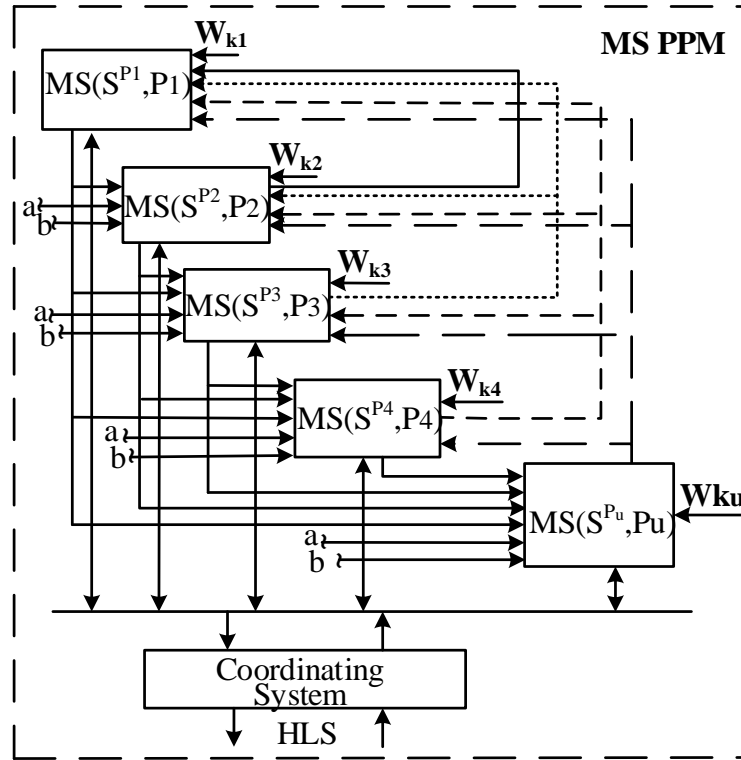 W_k1
MS PPM
MS(S^P1,P1)
W_k2
a
MS(S^P2,P2)
b
W_k3
MS(S^P3,P3)
a
b
W_k4
MS(S^P4,P4)
a
b
Wku
MS(S^Pu,Pu)
a
b
Coordinating
System
HLS